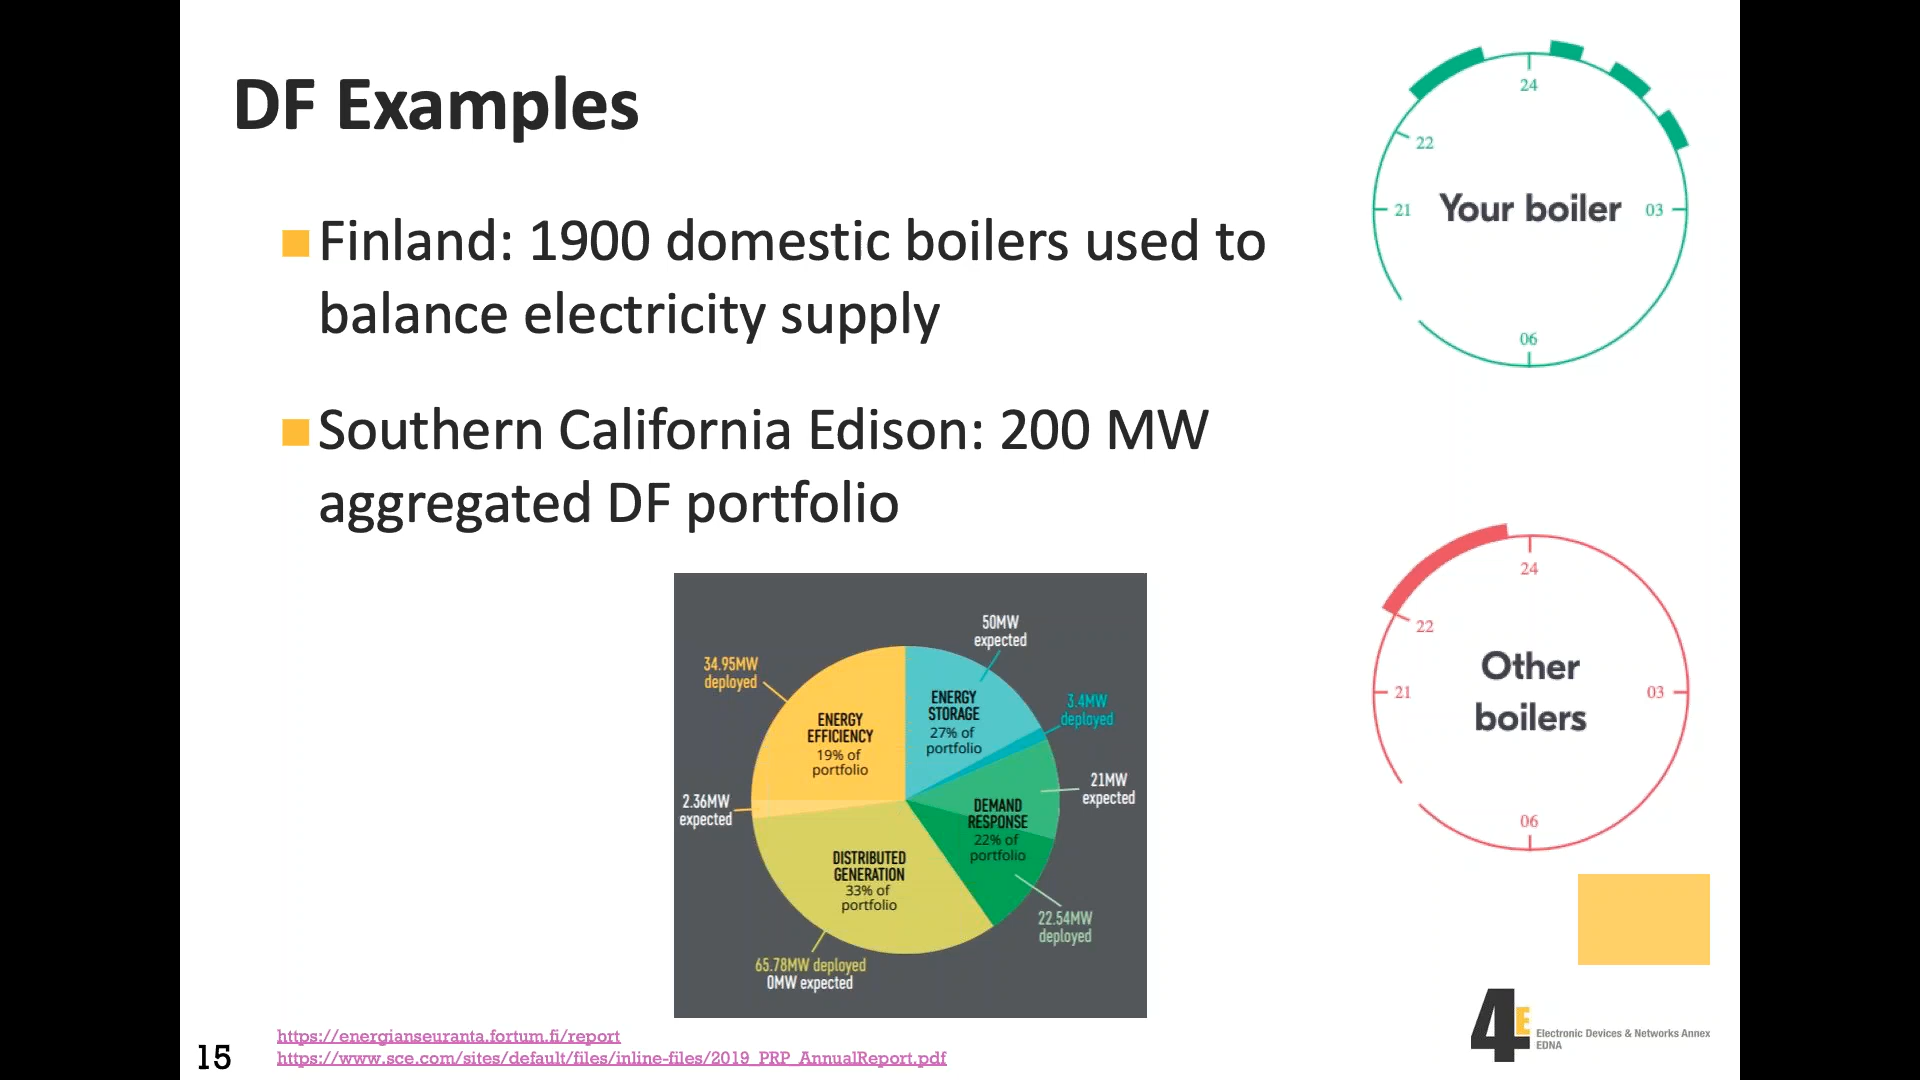 DF Examples
Finland: 1900 domestic boilers used to
balance electricity supply
Southern California Edison: 200 MW
aggregated DF portfolio
24
22
21
Your boiler
03
06
24
22
Other
boilers
21
03
06
50MW
expected
34.95MW
deployed
ENERGY
STORAGE
27% of
portfolio
3.4MW
deployed
ENERGY
EFFICIENCY
19% of
portfolio
21MW
expected
2.36MW
expected
DEMAND
RESPONSE
22% of
portfolio
DISTRIBUTED
GENERATION
33% of
portfolio
22.54MW
deployed
65.78MW deployed
0MW expected
4E
Electronic Devices & Networks Annex
EDNA
15
https://energianseuranta.fortum.fi/report
https://www.sce.com/sites/default/files/inline-files/2019_PRP_AnnualReport.pdf